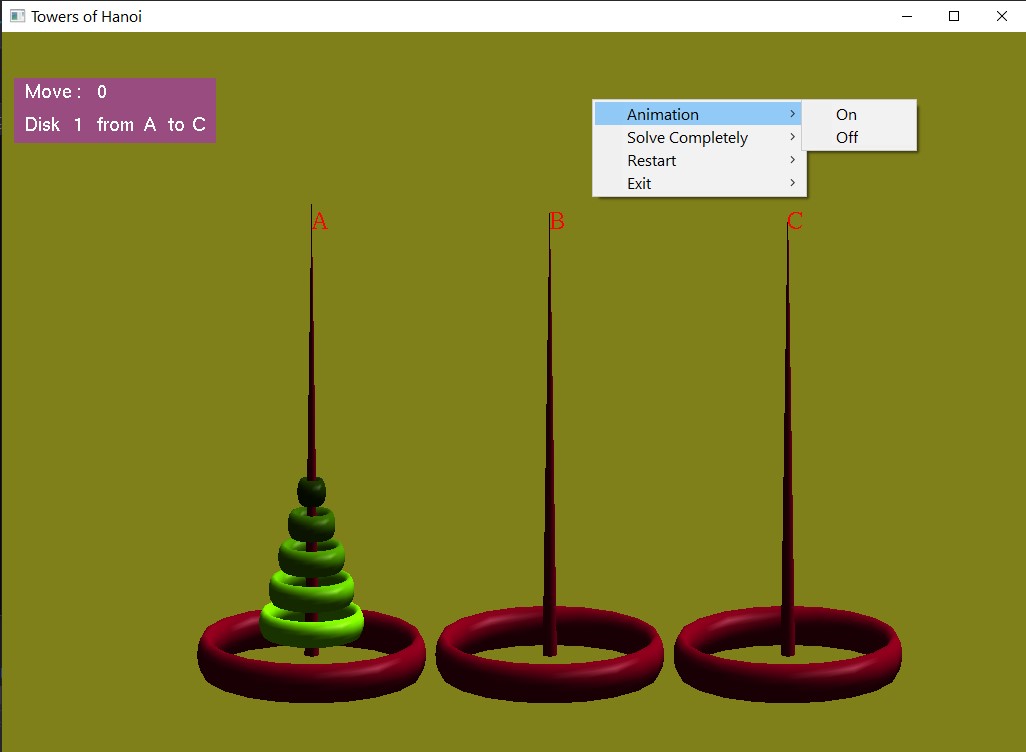 Towers of Hanoi
Move : 0
Disk 1 from A to C
Animation
On
Solve Completely
Off
Restart
Exit
A
B
C